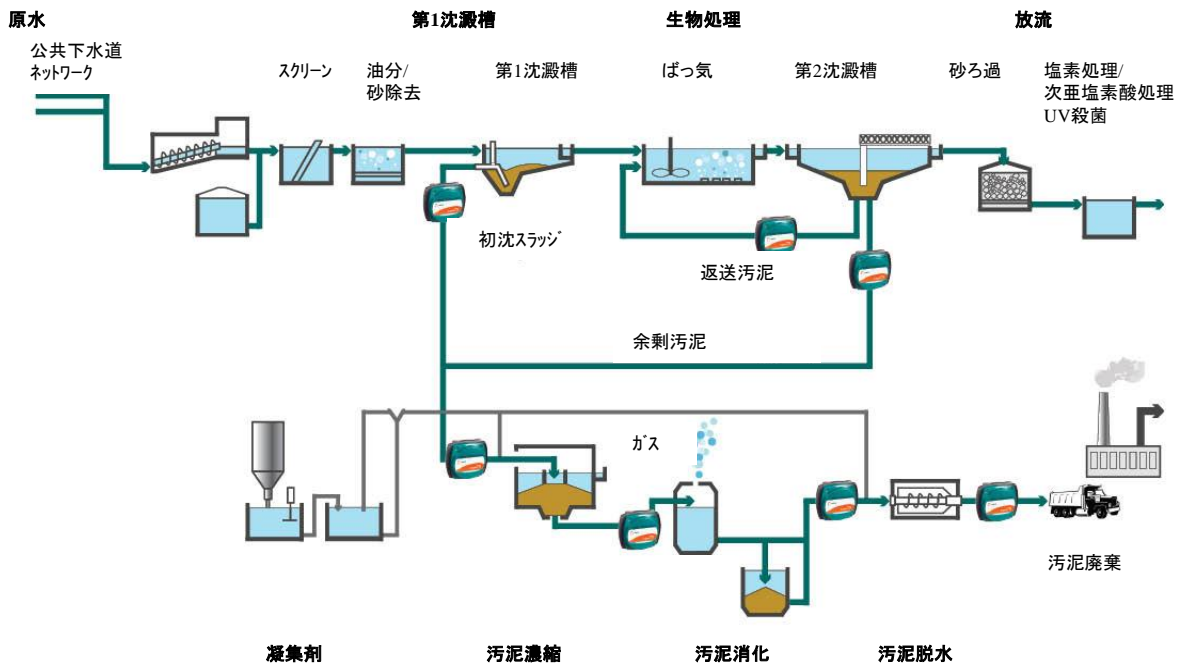 原水
第1沈澱槽
生物処理
放流
公共下水道
ネットワーク
スクリーン
油分/
砂除去
第1沈澱槽
ばっ気
第2沈澱槽
砂ろ過
塩素処理/
次亜塩素酸処理
UV殺菌
初沈スラッジ
返送汚泥
余剰汚泥
ガス
汚泥廃棄
凝集剤
汚泥濃縮
汚泥消化
汚泥脱水